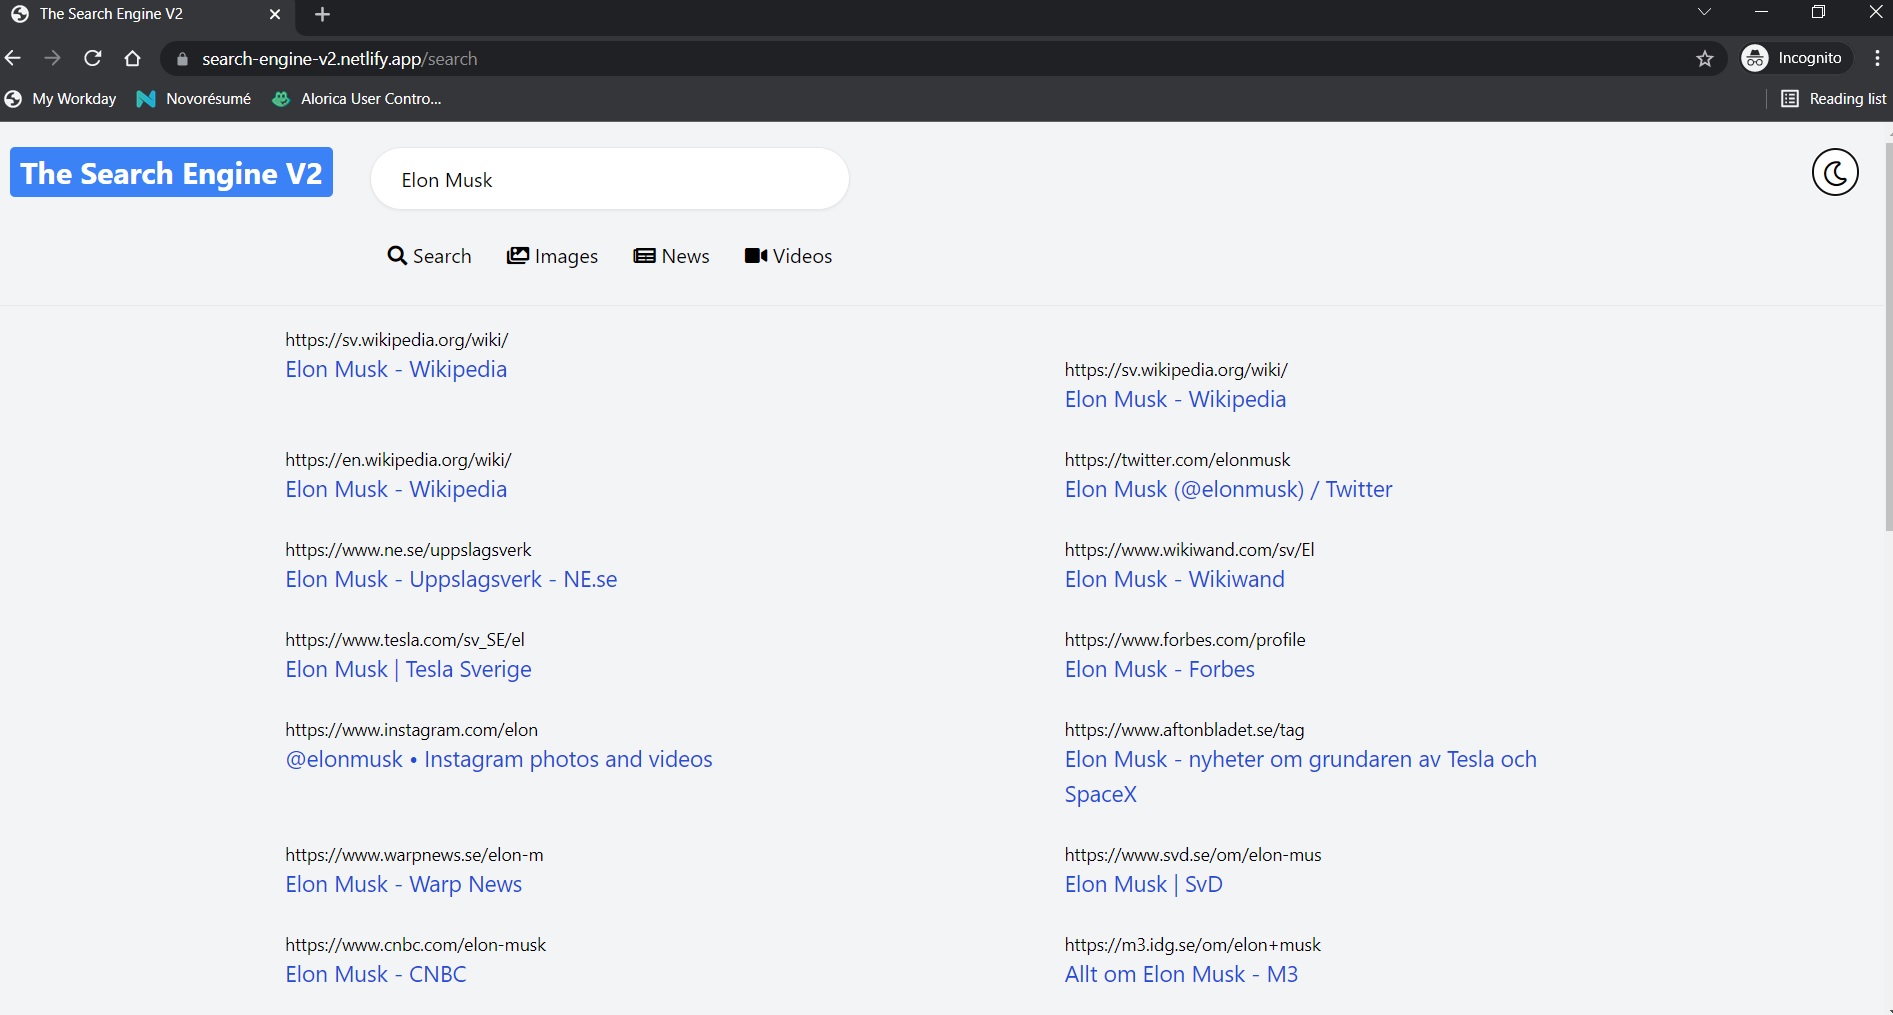 The Search Engine V2
search-engine-v2.netlify.app/search
Incognito
My Workday
Novorésumé
Alorica User Contro...
Reading list
The Search Engine V2
Elon Musk
Search
Images
News
Videos
https://sv.wikipedia.org/wiki/
Elon Musk - Wikipedia
https://sv.wikipedia.org/wiki/
Elon Musk - Wikipedia
https://en.wikipedia.org/wiki/
Elon Musk - Wikipedia
https://twitter.com/elonmusk
Elon Musk (@elonmusk) / Twitter
https://www.ne.se/uppslagsverk
Elon Musk - Uppslagsverk - NE.se
https://www.wikiwand.com/sv/El
Elon Musk - Wikiwand
https://www.tesla.com/sv_SE/el
Elon Musk | Tesla Sverige
https://www.forbes.com/profile
Elon Musk - Forbes
https://www.instagram.com/elon
@elonmusk • Instagram photos and videos
https://www.aftonbladet.se/tag
Elon Musk - nyheter om grundaren av Tesla och
SpaceX
https://www.warpnews.se/elon-m
Elon Musk - Warp News
https://www.svd.se/om/elon-mus
Elon Musk | SvD
https://www.cnbc.com/elon-musk
Elon Musk - CNBC
https://m3.idg.se/om/elon+musk
Allt om Elon Musk - M3